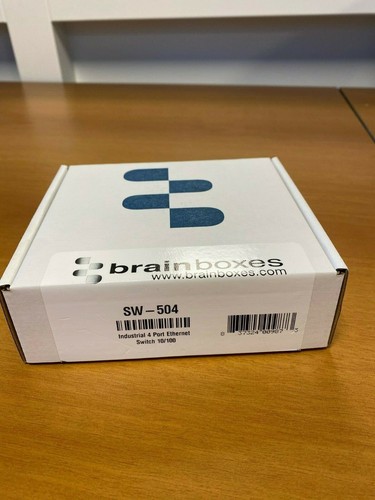 brainboxes
www.brainboxes.com
SW-504
Industrial 4 Port Ethernet
Switch 10/100